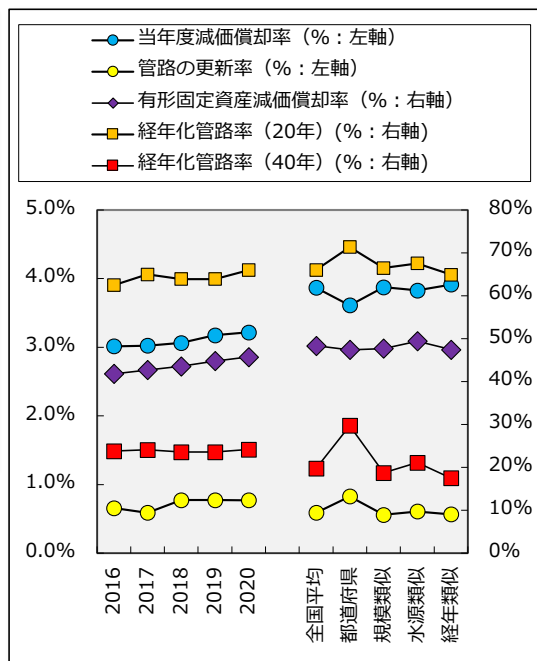 当年度減価償却率（%：左軸）
管路の更新率（%：左軸）
有形固定資産減価償却率（%：右軸）
経年化管路率（20年）(%：右軸)
経年化管路率（40年）(%：右軸)
5.0%
4.0%
3.0%
2.0%
1.0%
0.0%
80%
70%
60%
50%
40%
30%
20%
10%
0%
2016
2017
2018
2019
2020
全国平均
都道府県
規模類似
水源類似
経年類似